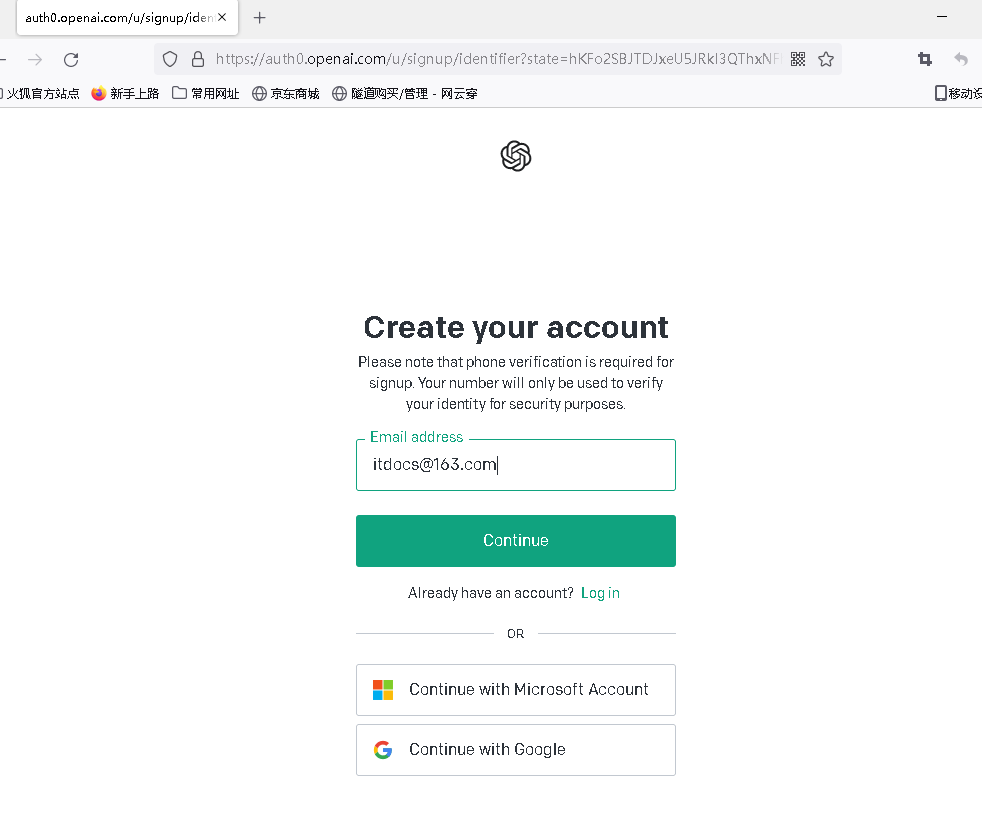 auth0.openai.com/u/signup/iden
https://auth0.openai.com/u/signup/identifier?state=hKFo2SBJTDJxeU5JRkI3QThxNF
火狐官方站点 新手上路 常用网址 京东商城 隧道购买/管理 - 网云穿 移动设
Create your account
Please note that phone verification is required for
signup. Your number will only be used to verify
your identity for security purposes.
Email address
itdocs@163.com
Continue
Already have an account? Log in
OR
Continue with Microsoft Account
Continue with Google